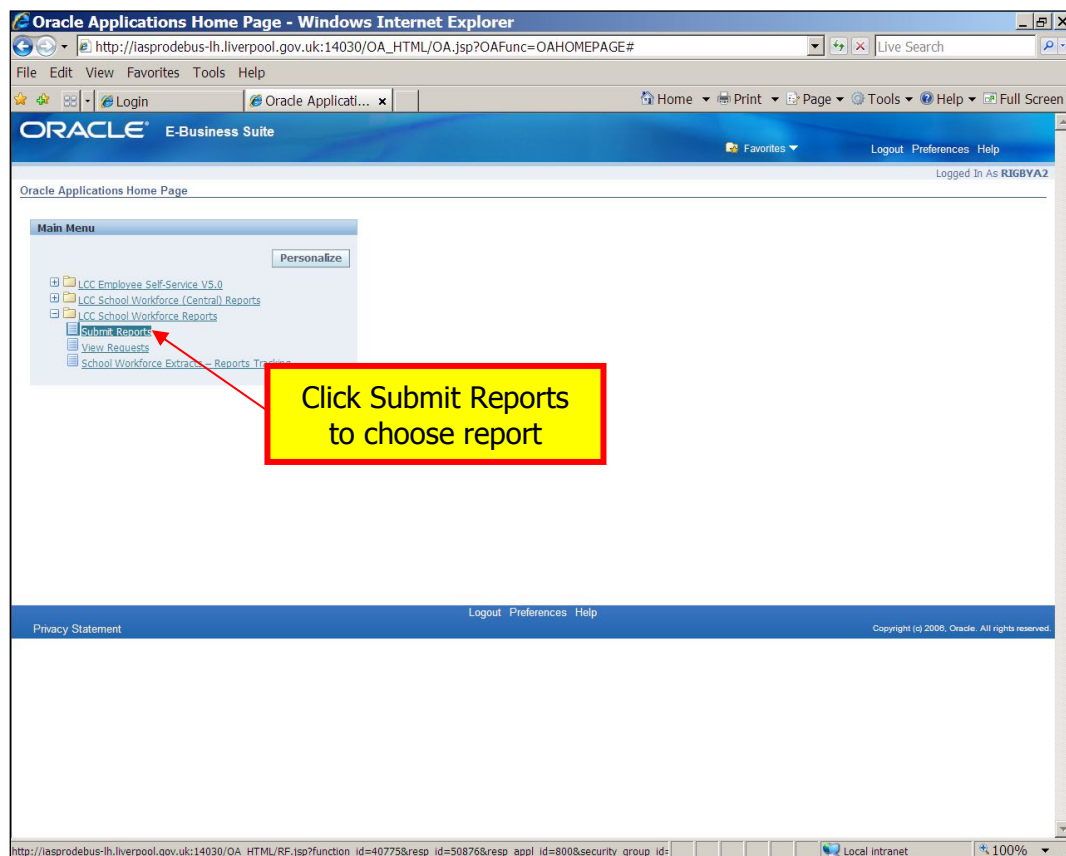 Oracle Applications Home Page - Windows Internet Explorer
http://iasprodebus-lh.liverpool.gov.uk:14030/OA_HTML/OA.jsp?OAFunc=OAHOMEPAGE#
Live Search
File Edit View Favorites Tools Help
Login
Oracle Applicati...
Home Print Page Tools Help Full Screen
ORACLE® E-Business Suite
Favorites
Logout Preferences Help
Logged In As RIGBYA2
Oracle Applications Home Page
Main Menu
Personalize
LCC Employee Self-Service V5.0
LCC School Workforce (Central) Reports
LCC School Workforce Reports
Submit Reports
View Requests
School Workforce Extracts – Reports Tracking
Click Submit Reports
to choose report
Logout Preferences Help
Privacy Statement
Copyright (c) 2006, Oracle. All rights reserved.
http://iasprodebus-lh.liverpool.gov.uk:14030/OA_HTML/RF.jsp?function_id=40775&resp_id=50876&resp_appl_id=800&security_group_id=
Local intranet
100%